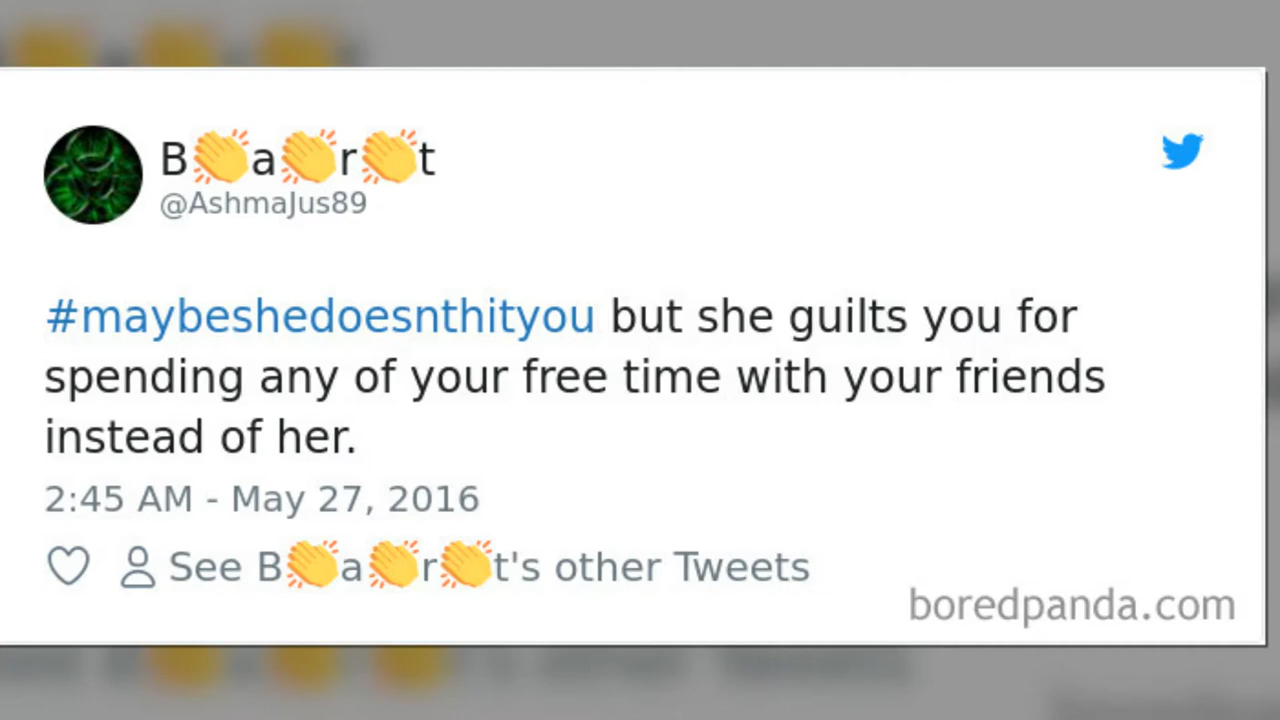 B👏a👏r👏t
@AshmaJus89
#maybeshedoesnthityou but she guilts you for
spending any of your free time with your friends
instead of her.
2:45 AM - May 27, 2016
See B👏a👏r👏t's other Tweets
boredpanda.com